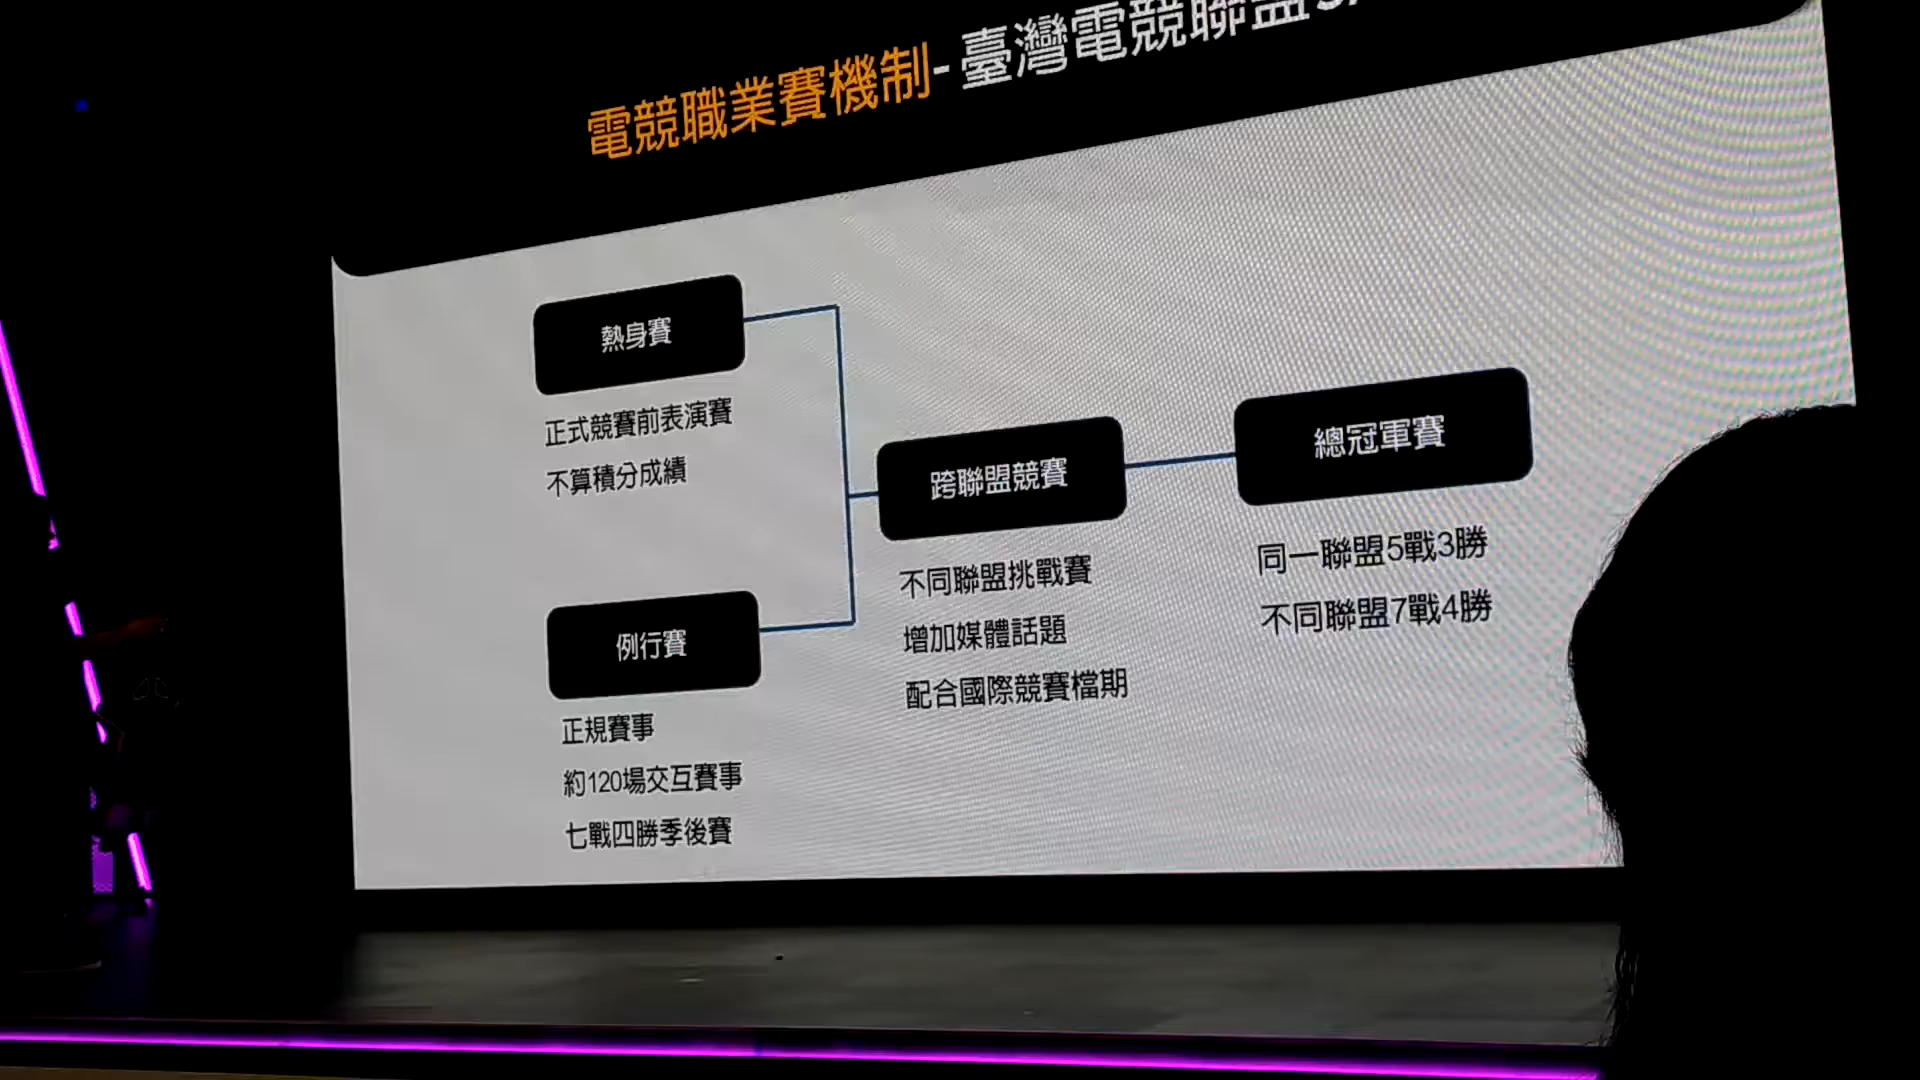 電競職業賽機制-臺灣電競聯盟
熱身賽
正式競賽前表演賽
不算積分成績
例行賽
正規賽事
約120場交互賽事
七戰四勝季後賽
跨聯盟競賽
不同聯盟挑戰賽
增加媒體話題
配合國際競賽檔期
總冠軍賽
同一聯盟5戰3勝
不同聯盟7戰4勝